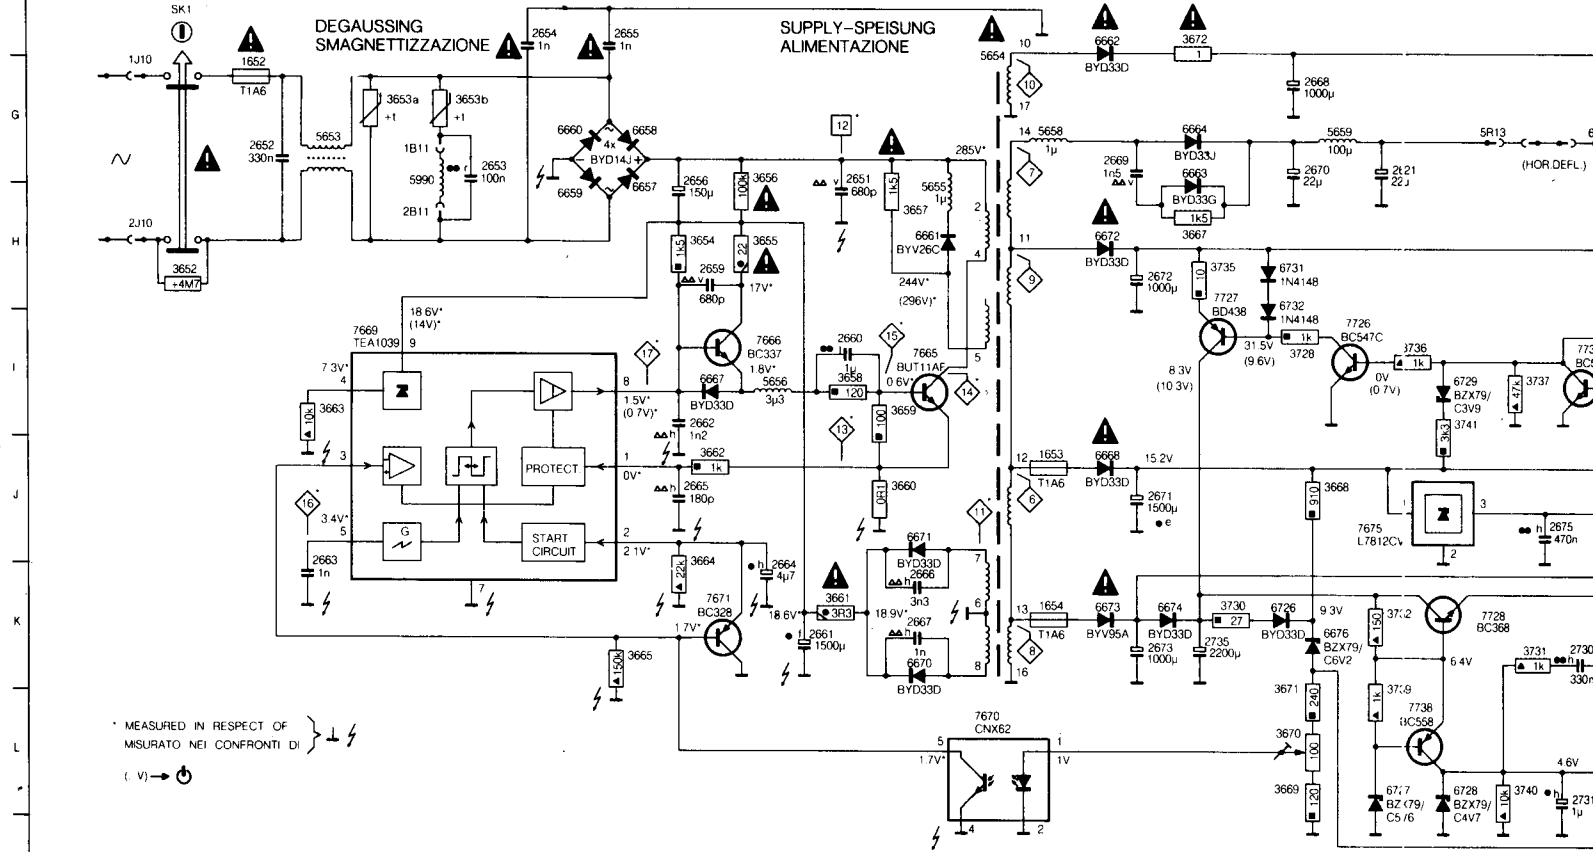 SK1
DEGAUSSING
SMAGNETTIZZAZIONE
SUPPLY-SPEISUNG
ALIMENTAZIONE
2654
1n
2655
1n
5654
10
17
6662
BYD33D
3672
1
2668
1000µ
1J10
1652
T1A6
G
3653a
+t
3653b
+t
5653
2652
330n
1B11
5990
2B11
2653
100n
6660
6658
4x
BYD14J
6659
6657
12
285V*
14
5658
1µ
2669
1n5
v
6664
BYD33J
6663
BYD33G
1k5
3667
5659
100µ
2670
22µ
5R13
(HOR.DEFL.)
7
2656
150µ
100k
3656
2651
680p
v
1k5
3657
5655
1µ
6661
BYV26C
2
4
H
2J10
3652
+4M7
3654
1k5
2659
680p
v
3655
22
17V*
244V*
(296V)*
11
6672
BYD33D
2672
1000µ
9
3735
10
6731
1N4148
6732
1N4148
7727
BD438
31.5V
(9.6V)
3728
1k
7726
BC547C
3736
1k
0V
(0.7V)
8.3V
(10.3V)
6729
BZX79/
C3V9
3737
47k
3741
3k3
I
18.6V*
(14V)*
7669
TEA1039
9
7.3V*
4
3663
10k
17
8
1.5V*
(0.7V)*
7666
BC337
1.8V*
6667
BYD33D
5656
3µ3
2660
1µ
3658
120
15
7665
BUT11AF
0.6V*
14
5
3659
100
13
2662
1n2
h
J
3
PROTECT.
1
0V*
3662
1k
2665
180p
h
3660
0R1
16
3.4V*
5
G
START
CIRCUIT
2
2.1V*
12
1653
T1A6
6668
BYD33D
15.2V
2671
1500µ
e
6
3668
910
1
3
7675
L7812CV
2
2675
470n
h
11
K
2663
1n
7
3664
22k
2664
4µ7
h
7671
BC328
1.7V*
18.6V*
3661
3R3
18.9V*
2661
1500µ
6671
BYD33D
2666
3n3
h
2667
1n
h
6670
BYD33D
7
6
8
13
1654
T1A6
8
16
6673
BYV95A
6674
BYD33D
2673
1000µ
2735
2200µ
3730
27
6726
BYD33D
9.3V
6676
BZX79/
C6V2
150
7728
BC368
6.4V
3731
1k
h
2730
330n
3665
150k
L
* MEASURED IN RESPECT OF
MISURATO NEI CONFRONTI DI
(. V)
7670
CNX62
5
1.7V*
1
1V
4
2
3671
240
3670
100
3669
120
1k
7738
BC558
4.6V
BZX79/
6728
BZX79/
C4V7
3740
10k
h
2731
1µ